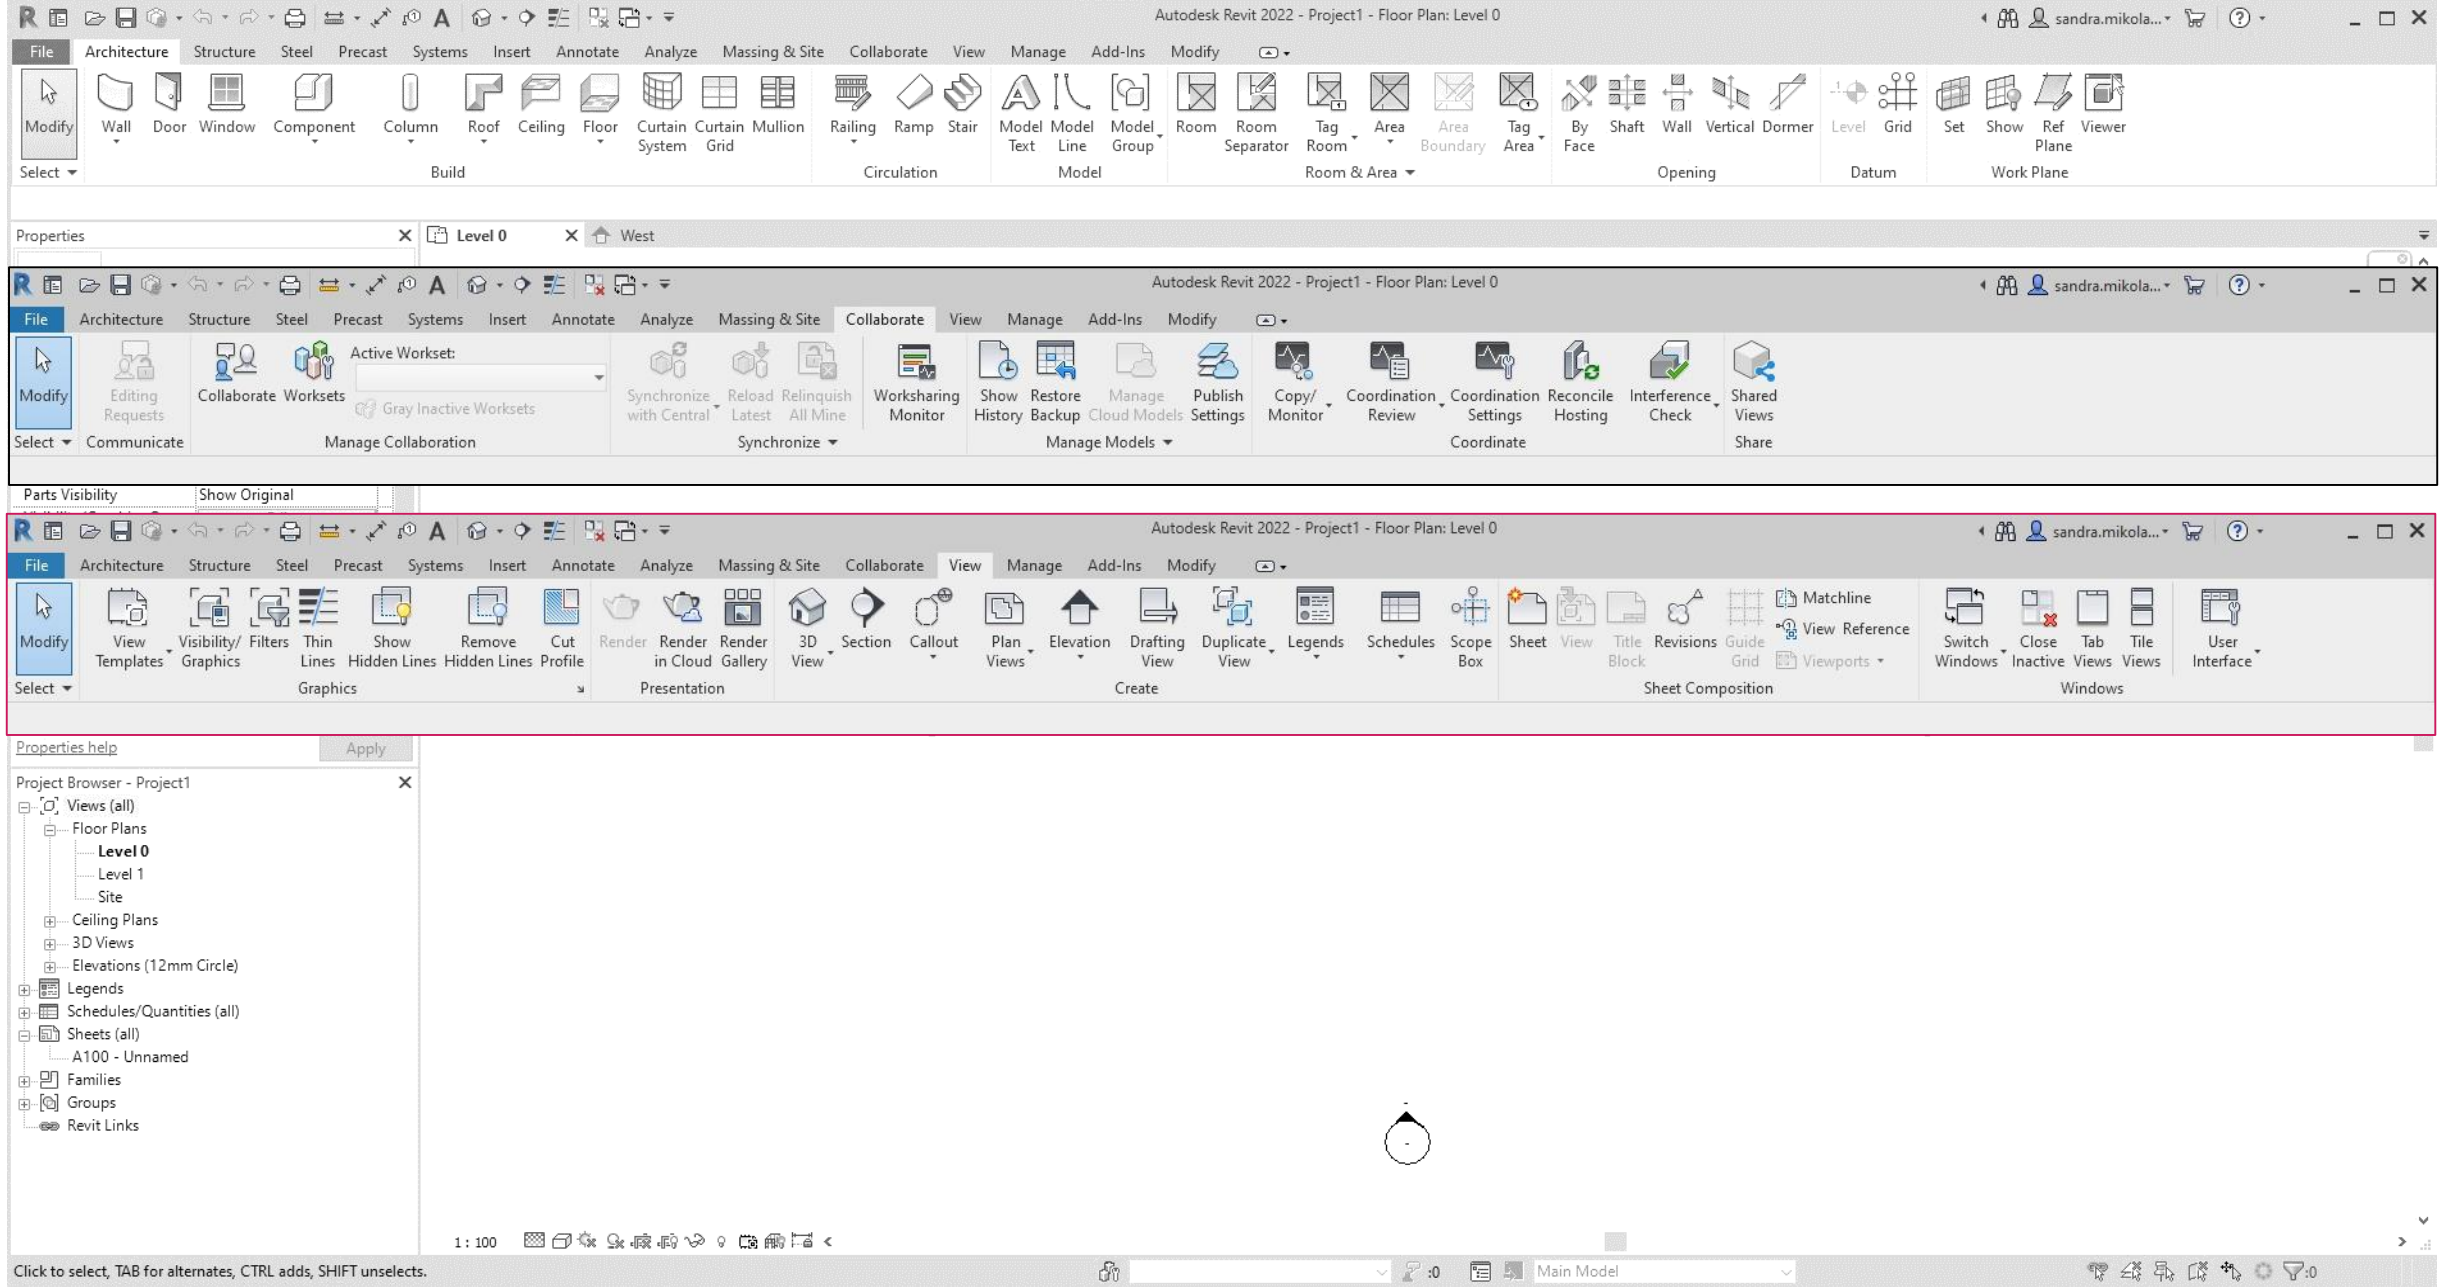 Autodesk Revit 2022 - Project1 - Floor Plan: Level 0 sandra.mikola...
File Architecture Structure Steel Precast Systems Insert Annotate Analyze Massing & Site Collaborate View Manage Add-Ins Modify
Modify Wall Door Window Component Column Roof Ceiling Floor Curtain System Curtain Grid Mullion Railing Ramp Stair Model Text Model Line Model Group Room Room Separator Tag Room Area Area Boundary Tag Area By Face Shaft Wall Vertical Dormer Level Grid Set Show Ref Plane Viewer
Select Build Circulation Model Room & Area Opening Datum Work Plane
Properties Level 0 West
Autodesk Revit 2022 - Project1 - Floor Plan: Level 0 sandra.mikola...
File Architecture Structure Steel Precast Systems Insert Annotate Analyze Massing & Site Collaborate View Manage Add-Ins Modify
Modify Editing Requests Collaborate Worksets Active Workset: Gray Inactive Worksets Synchronize with Central Reload Latest Relinquish All Mine Worksharing Monitor Show History Restore Backup Manage Cloud Models Publish Settings Copy/ Monitor Coordination Review Coordination Settings Reconcile Hosting Interference Check Shared Views
Select Communicate Manage Collaboration Synchronize Manage Models Coordinate Share
Parts Visibility Show Original
Autodesk Revit 2022 - Project1 - Floor Plan: Level 0 sandra.mikola...
File Architecture Structure Steel Precast Systems Insert Annotate Analyze Massing & Site Collaborate View Manage Add-Ins Modify
Modify View Templates Visibility/ Graphics Filters Thin Lines Show Hidden Lines Remove Hidden Lines Cut Profile Render Render in Cloud Render Gallery 3D View Section Callout Plan Views Elevation Drafting View Duplicate View Legends Schedules Scope Box Sheet View Title Block Revisions Guide Grid Matchline View Reference Viewports Switch Windows Close Inactive Tab Views Tile Views User Interface
Select Graphics Presentation Create Sheet Composition Windows
Properties help Apply
Project Browser - Project1
Views (all)
Floor Plans
Level 0
Level 1
Site
Ceiling Plans
3D Views
Elevations (12mm Circle)
Legends
Schedules/Quantities (all)
Sheets (all)
A100 - Unnamed
Families
Groups
Revit Links
1 : 100
Click to select, TAB for alternates, CTRL adds, SHIFT unselects. :0 Main Model :0